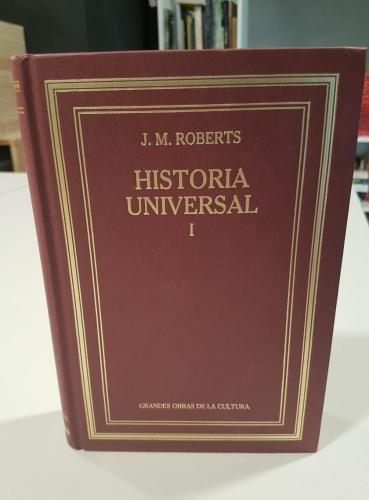 J. M. ROBERTS
HISTORIA
UNIVERSAL
I
GRANDES OBRAS DE LA CULTURA